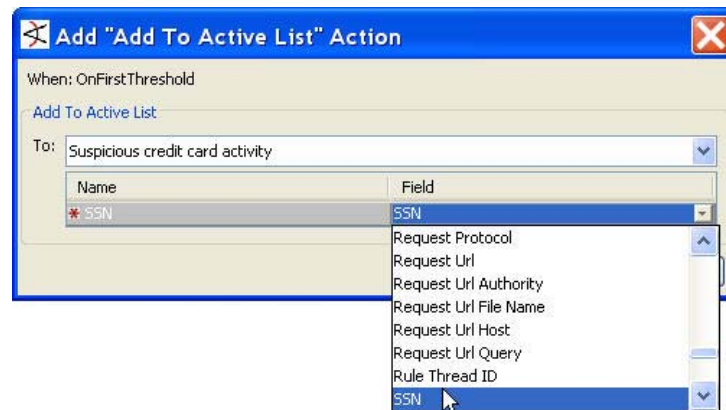 Add "Add To Active List" Action
When: OnFirstThreshold
Add To Active List
To: Suspicious credit card activity
Name Field
* SSN SSN
Request Protocol
Request Url
Request Url Authority
Request Url File Name
Request Url Host
Request Url Query
Rule Thread ID
SSN